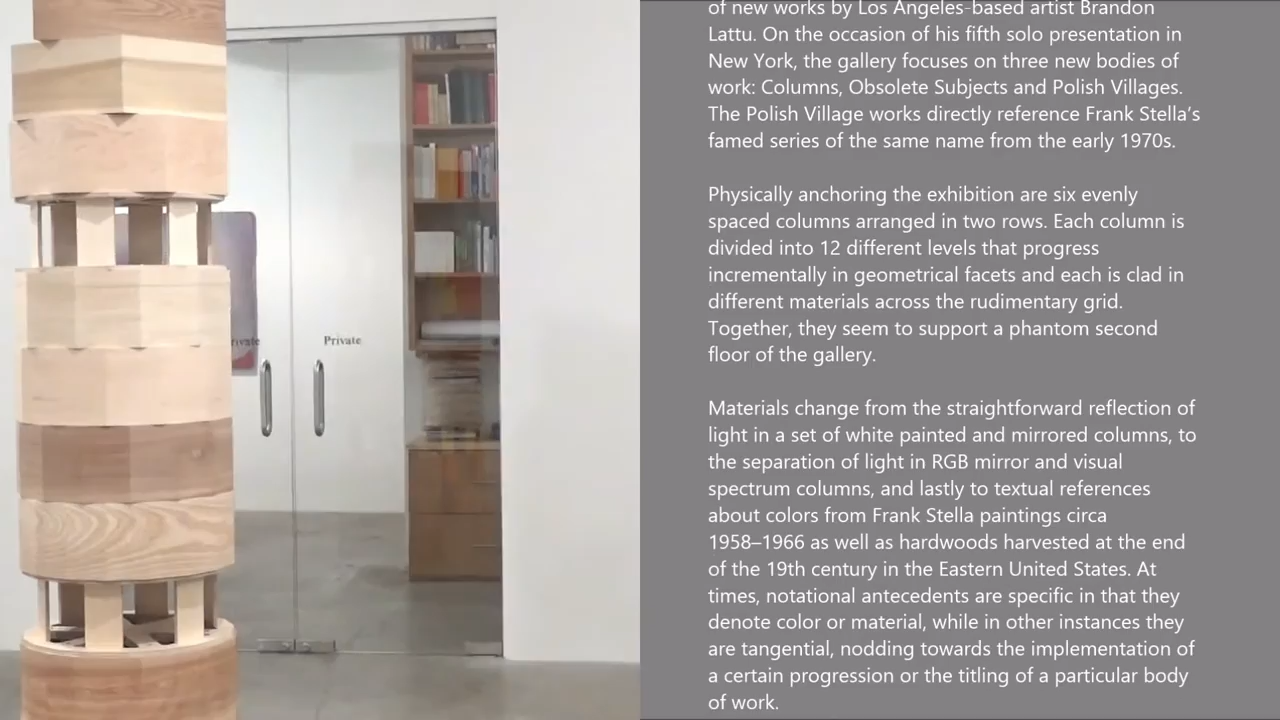 Private
of new works by Los Angeles-based artist Brandon
Lattu. On the occasion of his fifth solo presentation in
New York, the gallery focuses on three new bodies of
work: Columns, Obsolete Subjects and Polish Villages.
The Polish Village works directly reference Frank Stella’s
famed series of the same name from the early 1970s.
Physically anchoring the exhibition are six evenly
spaced columns arranged in two rows. Each column is
divided into 12 different levels that progress
incrementally in geometrical facets and each is clad in
different materials across the rudimentary grid.
Together, they seem to support a phantom second
floor of the gallery.
Materials change from the straightforward reflection of
light in a set of white painted and mirrored columns, to
the separation of light in RGB mirror and visual
spectrum columns, and lastly to textual references
about colors from Frank Stella paintings circa
1958–1966 as well as hardwoods harvested at the end
of the 19th century in the Eastern United States. At
times, notational antecedents are specific in that they
denote color or material, while in other instances they
are tangential, nodding towards the implementation of
a certain progression or the titling of a particular body
of work.